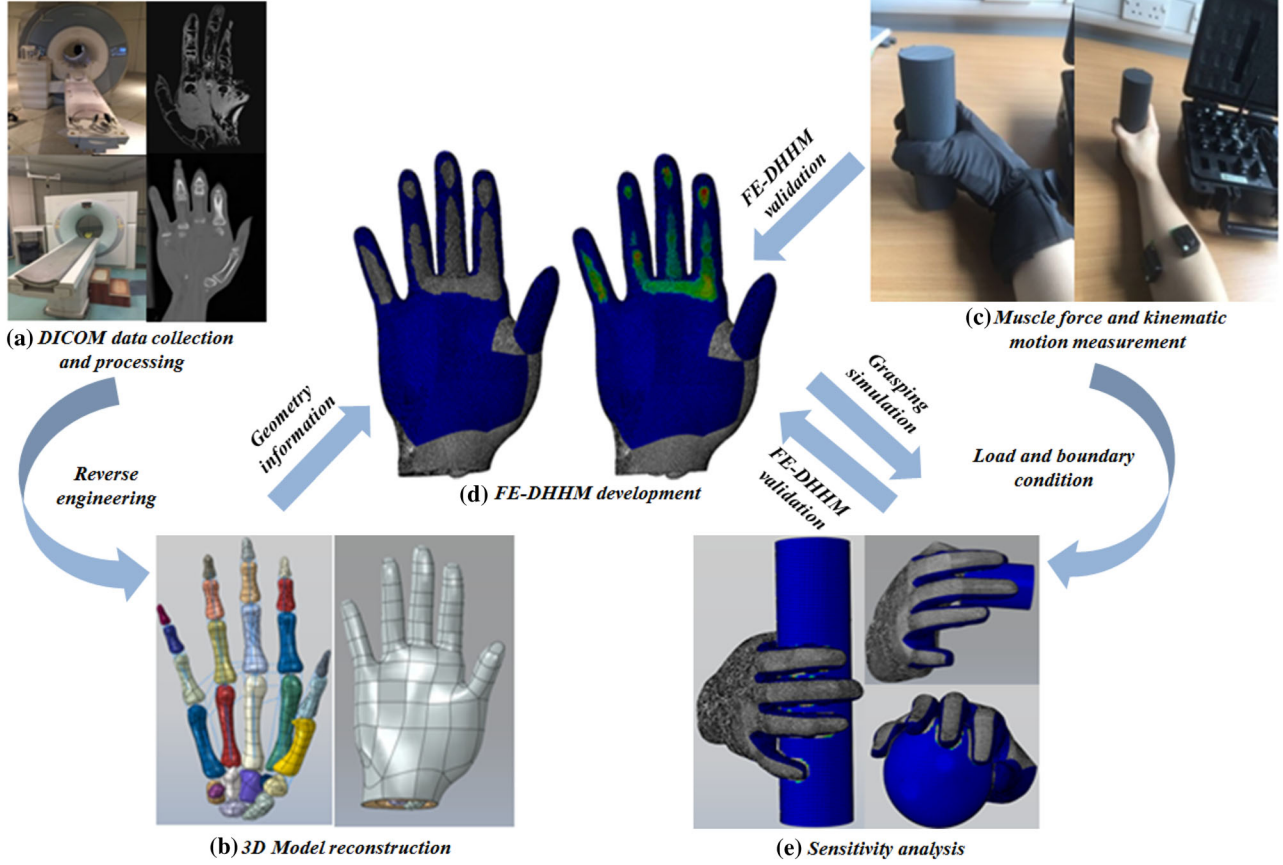 (a) DICOM data collection
and processing
Reverse
engineering
Geometry
information
(b) 3D Model reconstruction
(d) FE-DHHM development
FE-DHHM
validation
(c) Muscle force and kinematic
motion measurement
Grasping
simulation
FE-DHHM
validation
Load and boundary
condition
(e) Sensitivity analysis